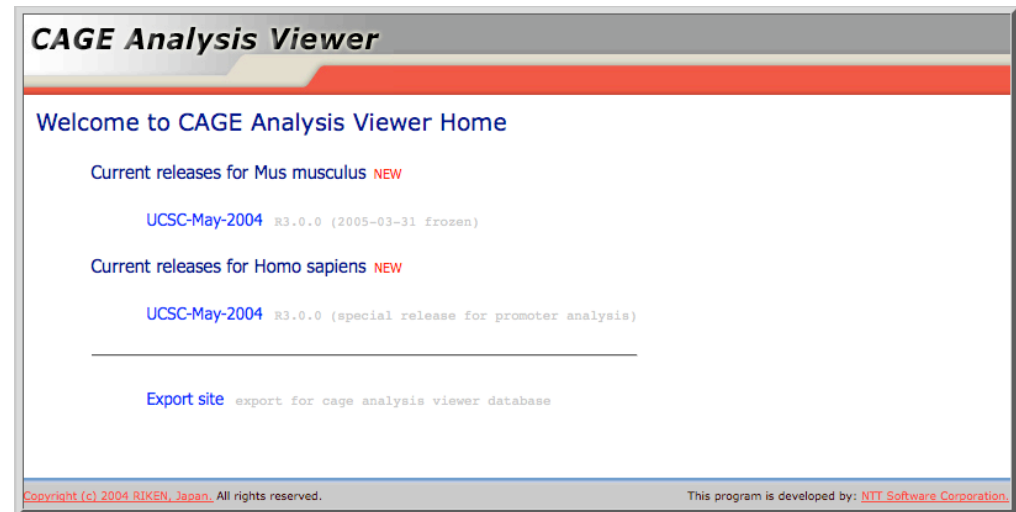 CAGE Analysis Viewer
Welcome to CAGE Analysis Viewer Home
Current releases for Mus musculus NEW
UCSC-May-2004 R3.0.0 (2005-03-31 frozen)
Current releases for Homo sapiens NEW
UCSC-May-2004 R3.0.0 (special release for promoter analysis)
Export site export for cage analysis viewer database
Copyright (c) 2004 RIKEN, Japan. All rights reserved. This program is developed by: NTT Software Corporation.